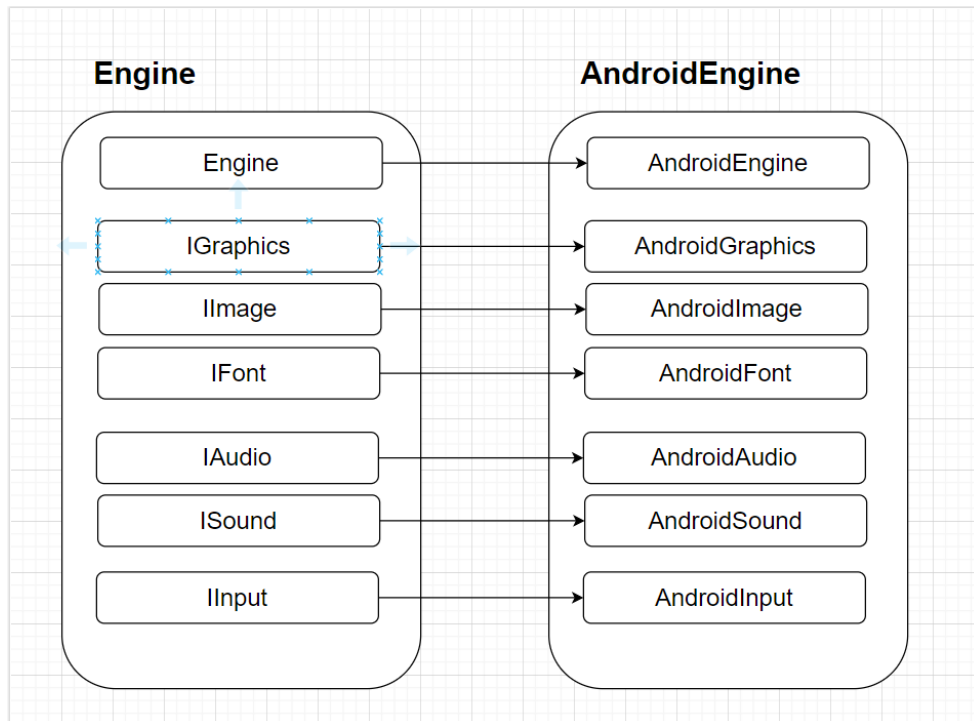 Engine
AndroidEngine
Engine
AndroidEngine
IGraphics
AndroidGraphics
IImage
AndroidImage
IFont
AndroidFont
IAudio
AndroidAudio
ISound
AndroidSound
IInput
AndroidInput